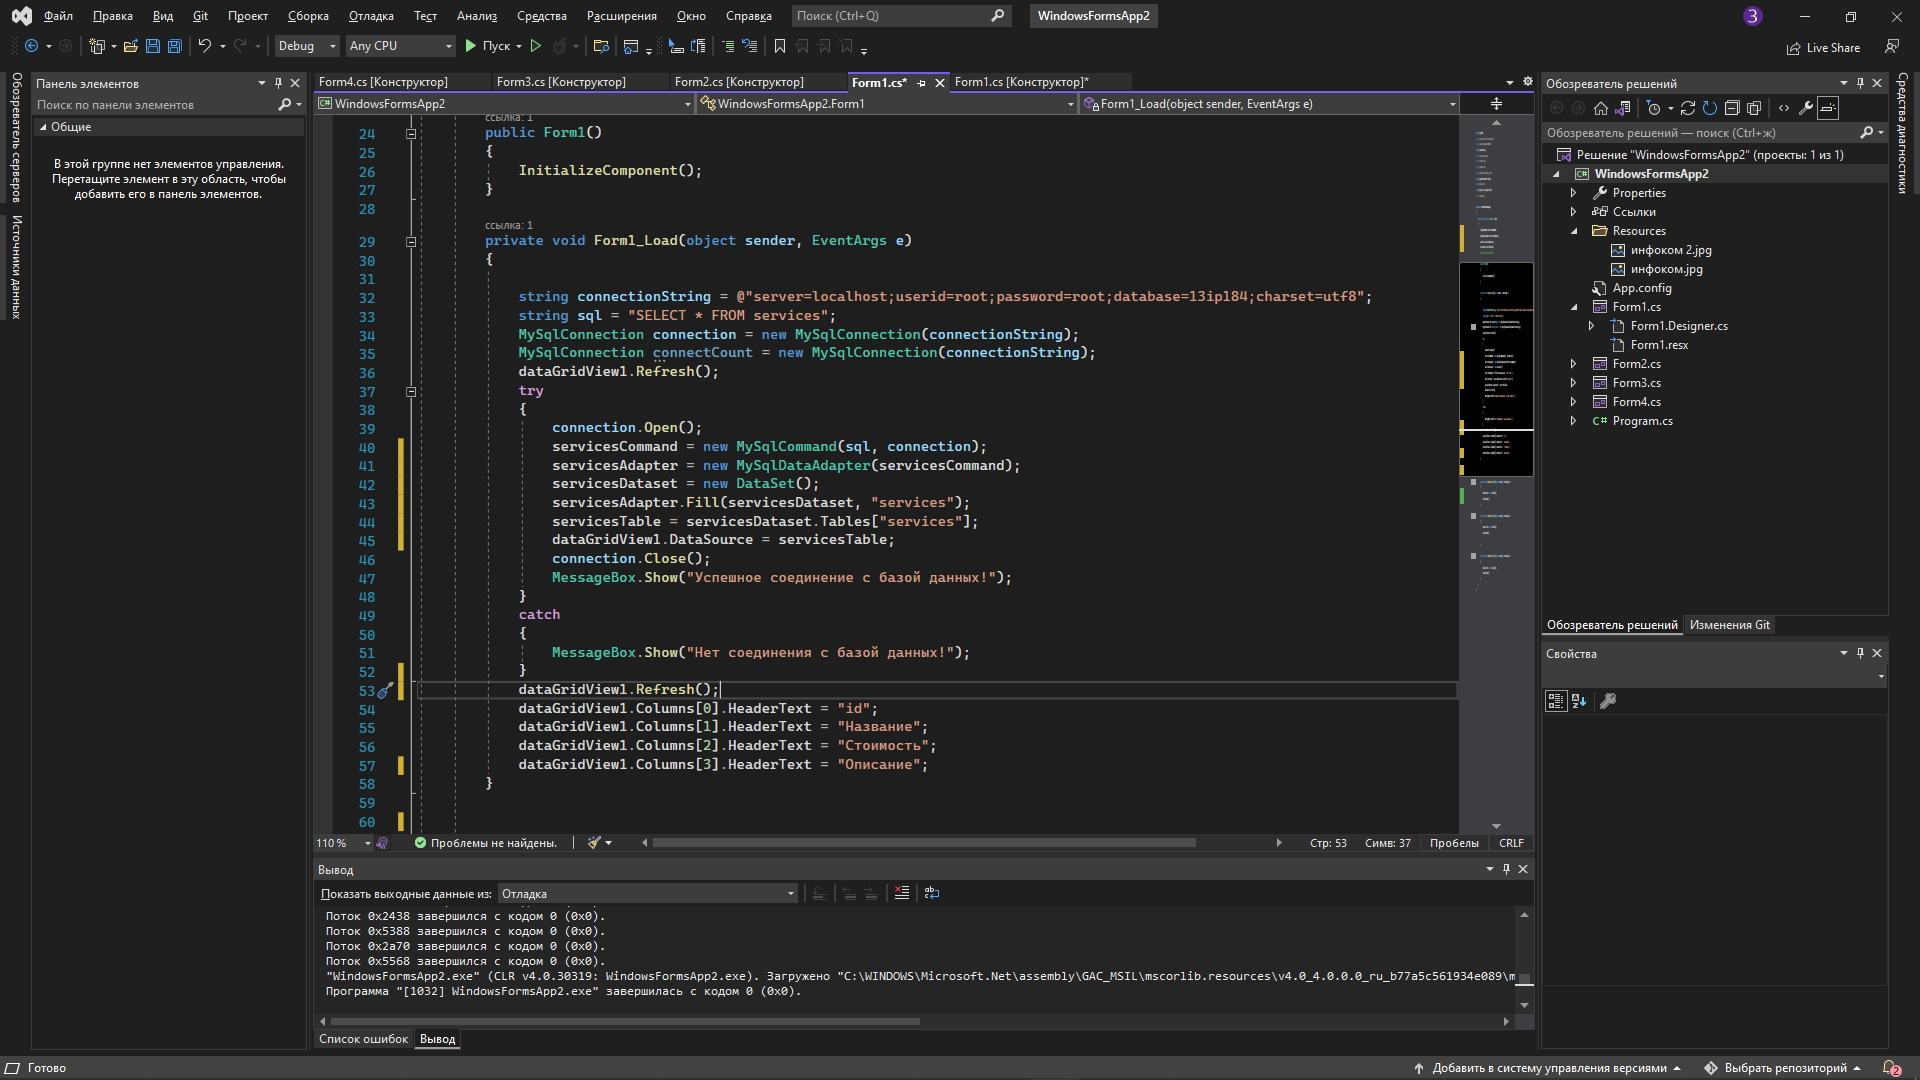 Файл Правка Вид Git Проект Сборка Отладка Тест Анализ Средства Расширения Окно Справка Поиск (Ctrl+Q) WindowsFormsApp2 З
Debug Any CPU Пуск Live Share
Обозреватель серверов
Источники данных
Панель элементов
Поиск по панели элементов
Общие
В этой группе нет элементов управления.
Перетащите элемент в эту область, чтобы
добавить его в панель элементов.
Form4.cs [Конструктор] Form3.cs [Конструктор] Form2.cs [Конструктор] Form1.cs* Form1.cs [Конструктор]*
WindowsFormsApp2 WindowsFormsApp2.Form1 Form1_Load(object sender, EventArgs e)
ссылка: 1
24 public Form1()
25 {
26 InitializeComponent();
27 }
28
ссылка: 1
29 private void Form1_Load(object sender, EventArgs e)
30 {
31
32 string connectionString = @"server=localhost;userid=root;password=root;database=13ip184;charset=utf8";
33 string sql = "SELECT * FROM services";
34 MySqlConnection connection = new MySqlConnection(connectionString);
35 MySqlConnection connectCount = new MySqlConnection(connectionString);
36 dataGridView1.Refresh();
37 try
38 {
39 connection.Open();
40 servicesCommand = new MySqlCommand(sql, connection);
41 servicesAdapter = new MySqlDataAdapter(servicesCommand);
42 servicesDataset = new DataSet();
43 servicesAdapter.Fill(servicesDataset, "services");
44 servicesTable = servicesDataset.Tables["services"];
45 dataGridView1.DataSource = servicesTable;
46 connection.Close();
47 MessageBox.Show("Успешное соединение с базой данных!");
48 }
49 catch
50 {
51 MessageBox.Show("Нет соединения с базой данных!");
52 }
53 dataGridView1.Refresh();
54 dataGridView1.Columns[0].HeaderText = "id";
55 dataGridView1.Columns[1].HeaderText = "Название";
56 dataGridView1.Columns[2].HeaderText = "Стоимость";
57 dataGridView1.Columns[3].HeaderText = "Описание";
58 }
59
60
110 % Проблемы не найдены. Стр: 53 Симв: 37 Пробелы CRLF
Вывод
Показать выходные данные из: Отладка
Поток 0x2438 завершился с кодом 0 (0x0).
Поток 0x5388 завершился с кодом 0 (0x0).
Поток 0x2a70 завершился с кодом 0 (0x0).
Поток 0x5568 завершился с кодом 0 (0x0).
"WindowsFormsApp2.exe" (CLR v4.0.30319: WindowsFormsApp2.exe). Загружено "C:\WINDOWS\Microsoft.Net\assembly\GAC_MSIL\mscorlib.resources\v4.0_4.0.0.0_ru_b77a5c561934e089\m
Программа "[1032] WindowsFormsApp2.exe" завершилась с кодом 0 (0x0).
Список ошибок Вывод
Обозреватель решений
Обозреватель решений — поиск (Ctrl+ж)
Решение "WindowsFormsApp2" (проекты: 1 из 1)
WindowsFormsApp2
Properties
Ссылки
Resources
инфоком 2.jpg
инфоком.jpg
App.config
Form1.cs
Form1.Designer.cs
Form1.resx
Form2.cs
Form3.cs
Form4.cs
Program.cs
Обозреватель решений Изменения Git
Свойства
Средства диагностики
Готово Добавить в систему управления версиями Выбрать репозиторий 2